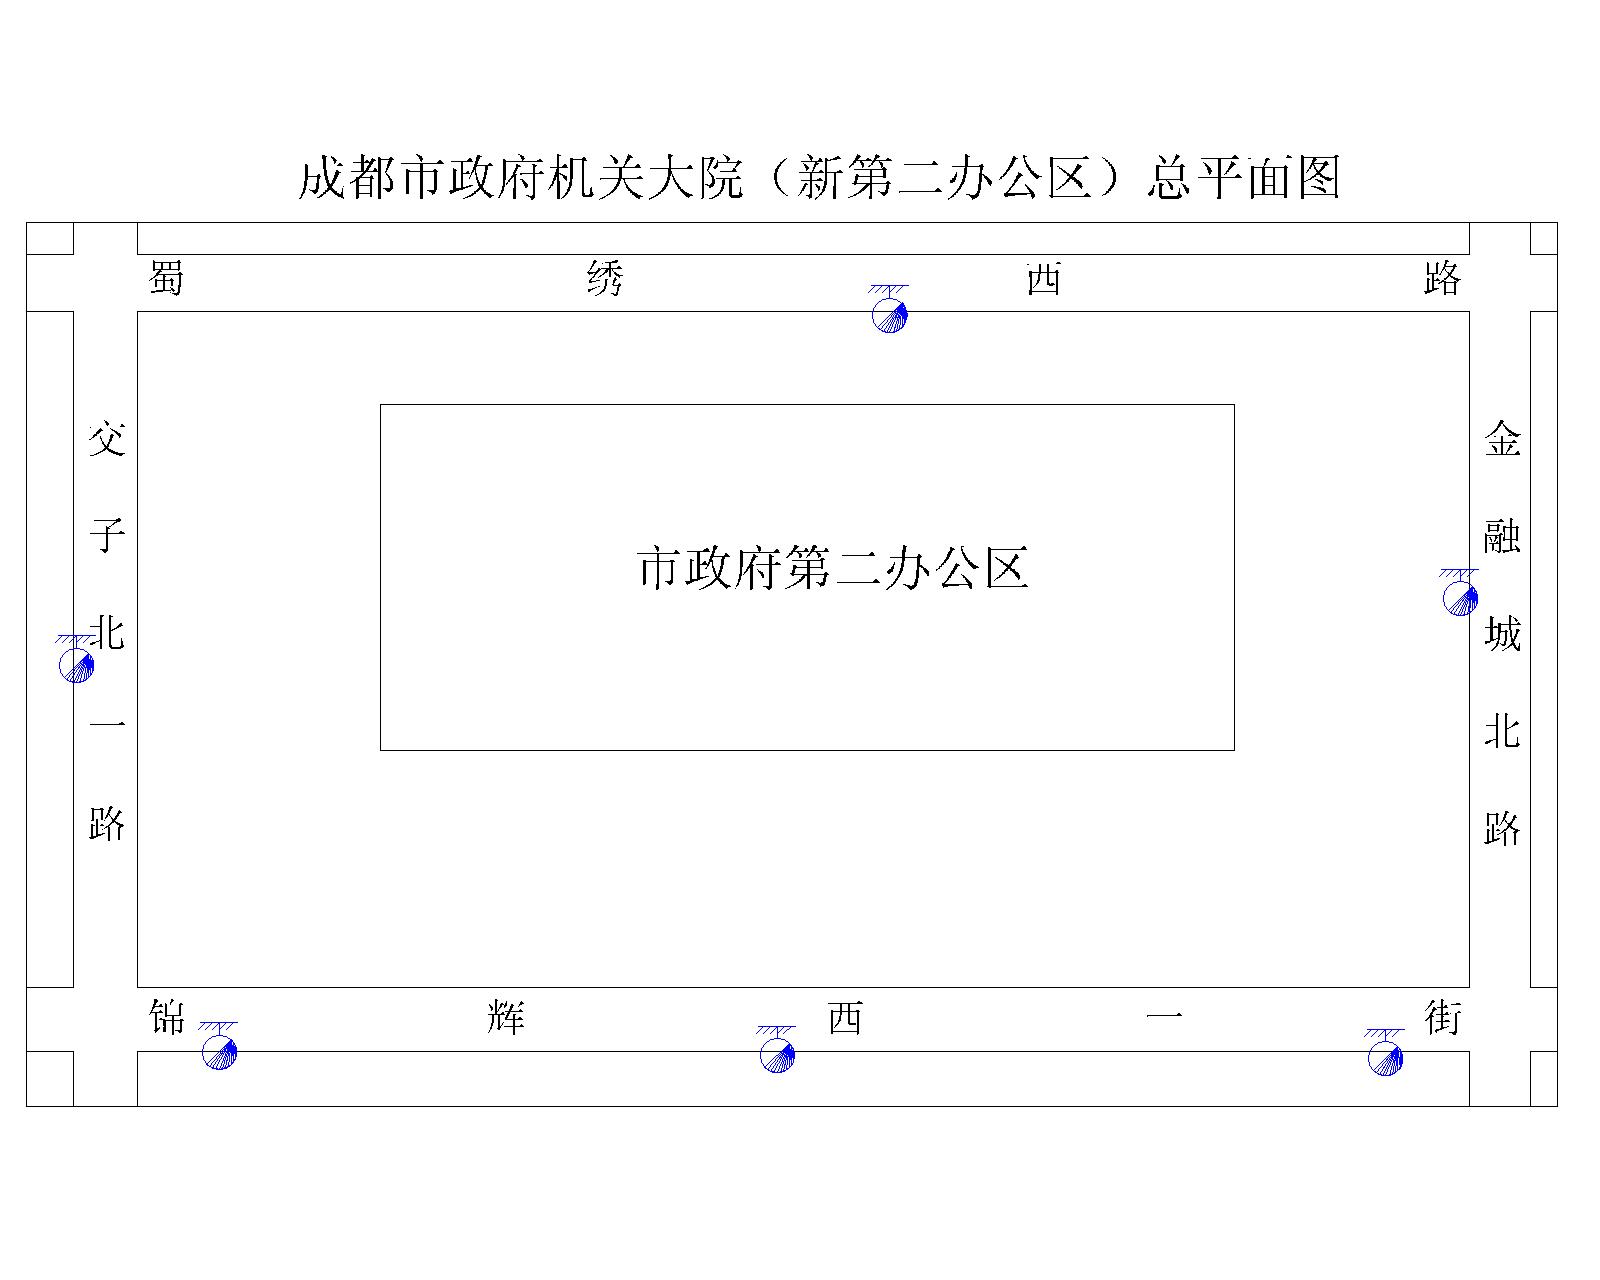 成都市政府机关大院（新第二办公区）总平面图
蜀绣西路
交子北一路
市政府第二办公区
金融城北路
锦辉西一街